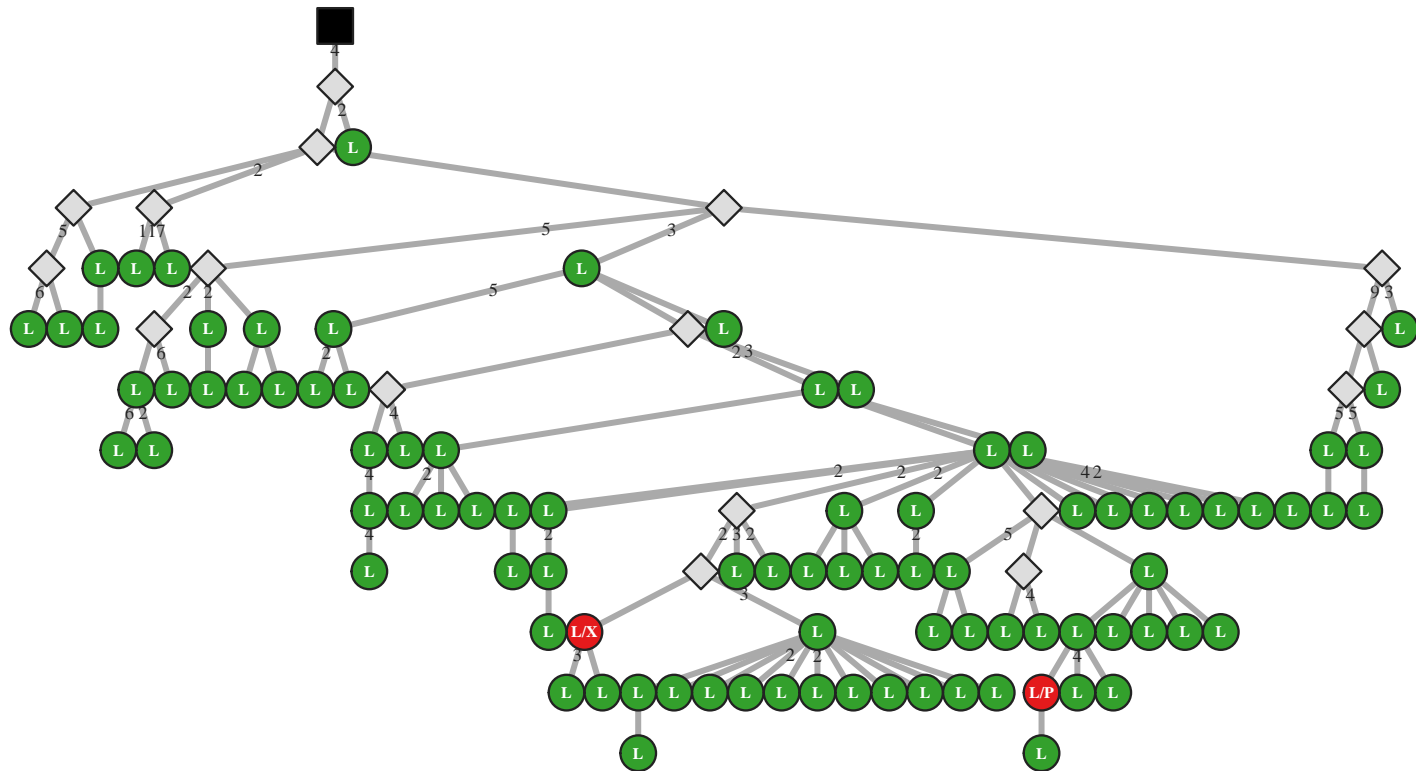 4
2
L
2
5 117 5 3
L L L L
6 2 2 5 9 3
L L L L L L L L
6 2 2 3
L L L L L L L L L L
6 2 4 5 5
L L L L L L L L L
4 2 2 2 2 4 2
L L L L L L L L L L L L L L L L L
4 2 2 3 2 2 5
L L L L L L L L L L L
3 4
L L/X L L L L L L L L L L
3 2 2 4
L L L L L L L L L L L L L L/P L L
L L